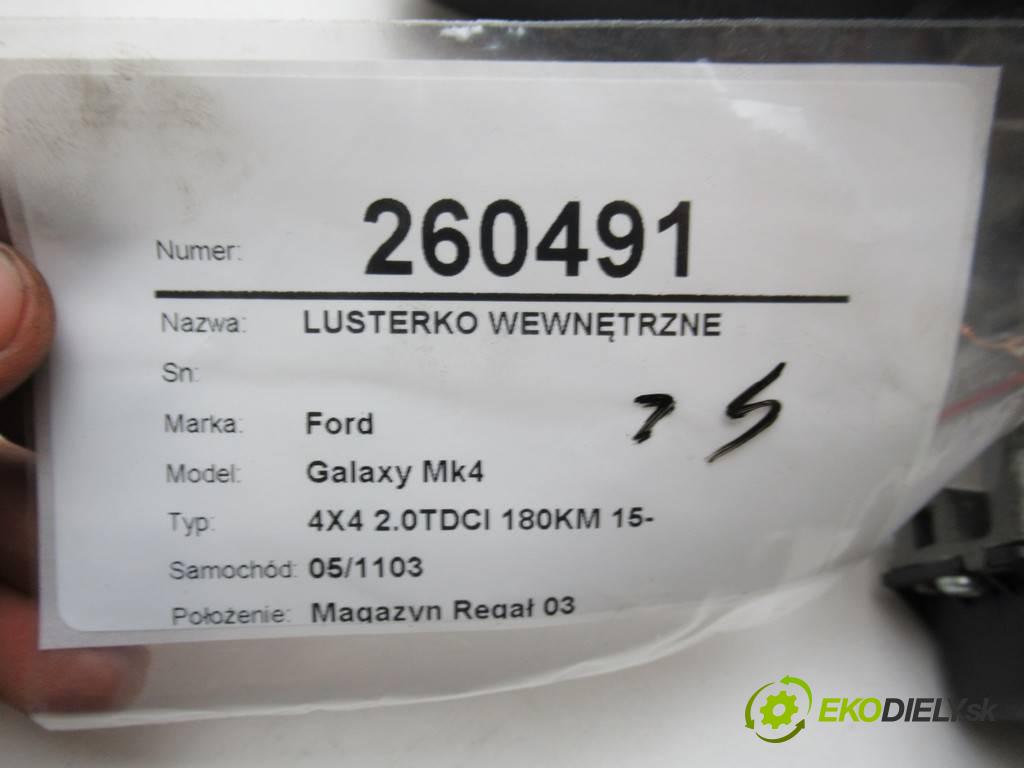 Numer: 260491
Nazwa: LUSTERKO WEWNĘTRZNE
Sn:
Marka: Ford
Model: Galaxy Mk4
Typ: 4X4 2.0TDCI 180KM 15-
Samochód: 05/1103
Położenie: Magazyn Regał 03
EKODIELY.sk